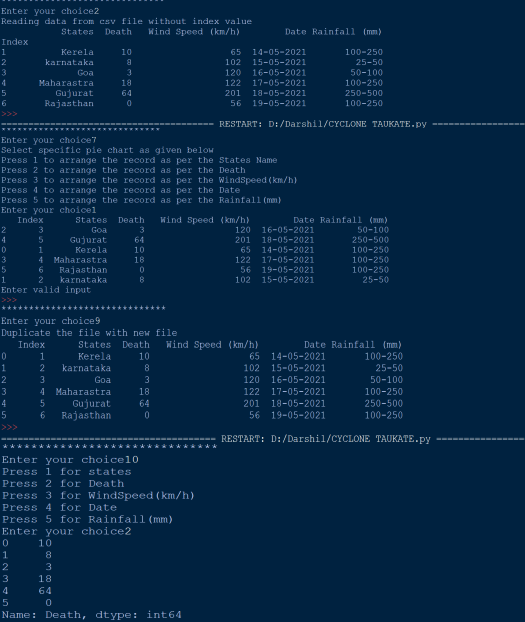 *******************************
Enter your choice2
Reading data from csv file without index value
States Death Wind Speed (km/h) Date Rainfall (mm)
Index
1 Kerela 10 65 14-05-2021 100-250
2 karnataka 8 102 15-05-2021 25-50
3 Goa 3 120 16-05-2021 50-100
4 Maharastra 18 122 17-05-2021 100-250
5 Gujurat 64 201 18-05-2021 250-500
6 Rajasthan 0 56 19-05-2021 100-250
>>>
======================================== RESTART: D:/Darshil/CYCLONE TAUKATE.py =================
******************************
Enter your choice7
Select specific pie chart as given below
Press 1 to arrange the record as per the States Name
Press 2 to arrange the record as per the Death
Press 3 to arrange the record as per the WindSpeed(km/h)
Press 4 to arrange the record as per the Date
Press 5 to arrange the record as per the Rainfall(mm)
Enter your choice1
Index States Death Wind Speed (km/h) Date Rainfall (mm)
2 3 Goa 3 120 16-05-2021 50-100
4 5 Gujurat 64 201 18-05-2021 250-500
0 1 Kerela 10 65 14-05-2021 100-250
3 4 Maharastra 18 122 17-05-2021 100-250
5 6 Rajasthan 0 56 19-05-2021 100-250
1 2 karnataka 8 102 15-05-2021 25-50
Enter valid input
>>>
******************************
Enter your choice9
Duplicate the file with new file
Index States Death Wind Speed (km/h) Date Rainfall (mm)
0 1 Kerela 10 65 14-05-2021 100-250
1 2 karnataka 8 102 15-05-2021 25-50
2 3 Goa 3 120 16-05-2021 50-100
3 4 Maharastra 18 122 17-05-2021 100-250
4 5 Gujurat 64 201 18-05-2021 250-500
5 6 Rajasthan 0 56 19-05-2021 100-250
>>>
======================================== RESTART: D:/Darshil/CYCLONE TAUKATE.py =================
******************************
Enter your choice10
Press 1 for states
Press 2 for Death
Press 3 for WindSpeed(km/h)
Press 4 for Date
Press 5 for Rainfall(mm)
Enter your choice2
0 10
1 8
2 3
3 18
4 64
5 0
Name: Death, dtype: int64